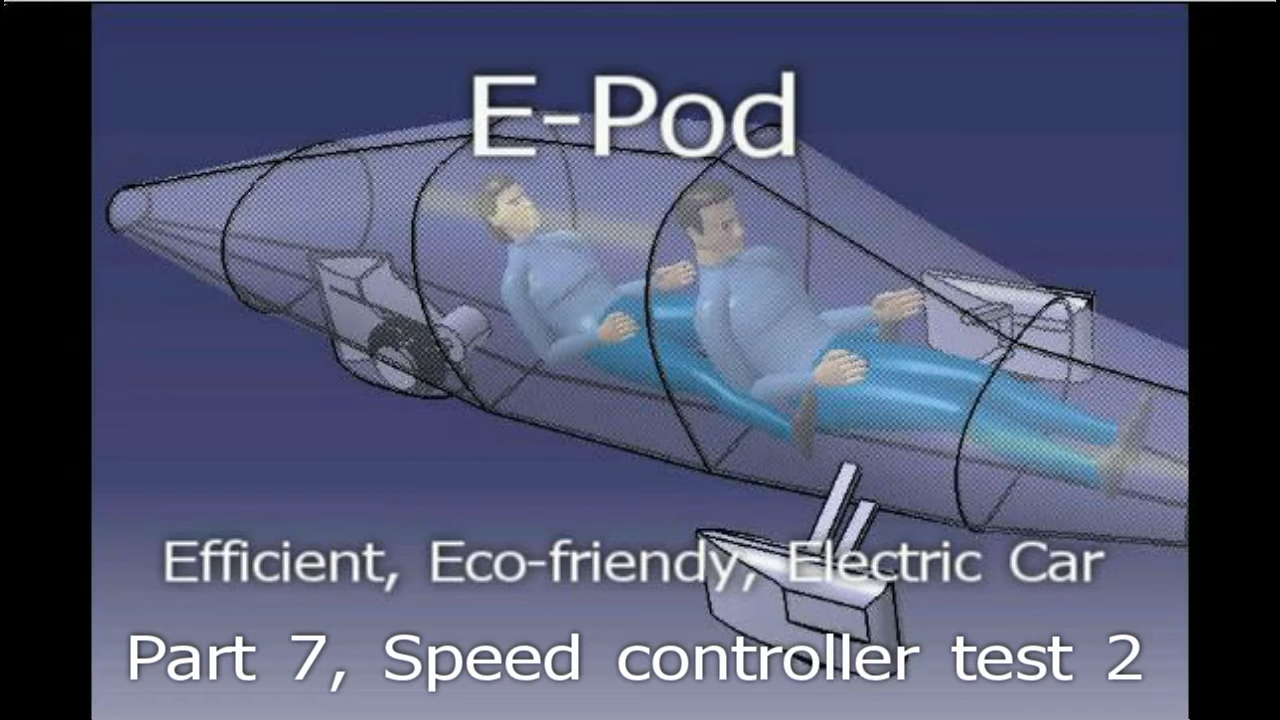 E-Pod
Efficient, Eco-friendy, Electric Car
Part 7, Speed controller test 2